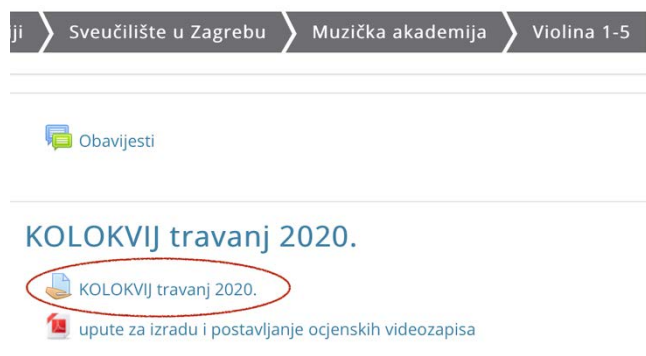 ji Sveučilište u Zagrebu Muzička akademija Violina 1-5
Obavijesti
KOLOKVIJ travanj 2020.
KOLOKVIJ travanj 2020.
upute za izradu i postavljanje ocjenskih videozapisa